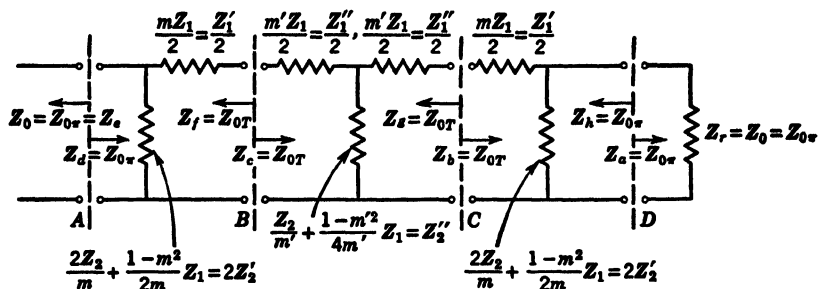 mZ₁/2 = Z₁′/2
m′Z₁/2 = Z₁″/2 , m′Z₁/2 = Z₁″/2
mZ₁/2 = Z₁′/2
Z₀ = Z₀π = Zₑ
Z_d = Z₀π
Z_f = Z₀T
Z_c = Z₀T
Z_g = Z₀T
Z_b = Z₀T
Z_h = Z₀π
Z_a = Z₀π
Z_r = Z₀ = Z₀π
A
B
C
D
2Z₂/m + (1−m²)/2m Z₁ = 2Z₂′
Z₂/m′ + (1−m′²)/4m′ Z₁ = Z₂″
2Z₂/m + (1−m²)/2m Z₁ = 2Z₂′